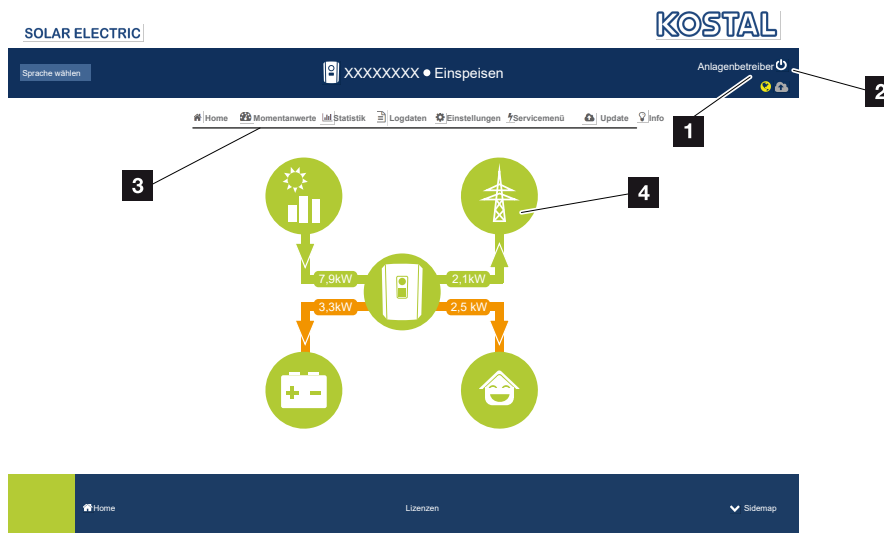 SOLAR ELECTRIC
KOSTAL
Sprache wählen
XXXXXXXX ● Einspeisen
Anlagenbetreiber
2
1
Home Momentanwerte Statistik Logdaten Einstellungen Servicemenü Update Info
3
4
7,9kW
2,1kW
3,3kW
2,5 kW
Home
Lizenzen
Sidemap